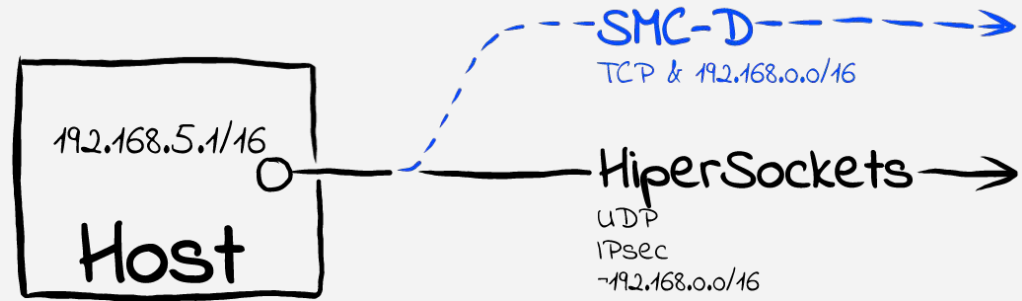 SMC-D
TCP & 192.168.0.0/16
192.168.5.1/16
HiperSockets
UDP
IPsec
¬192.168.0.0/16
Host